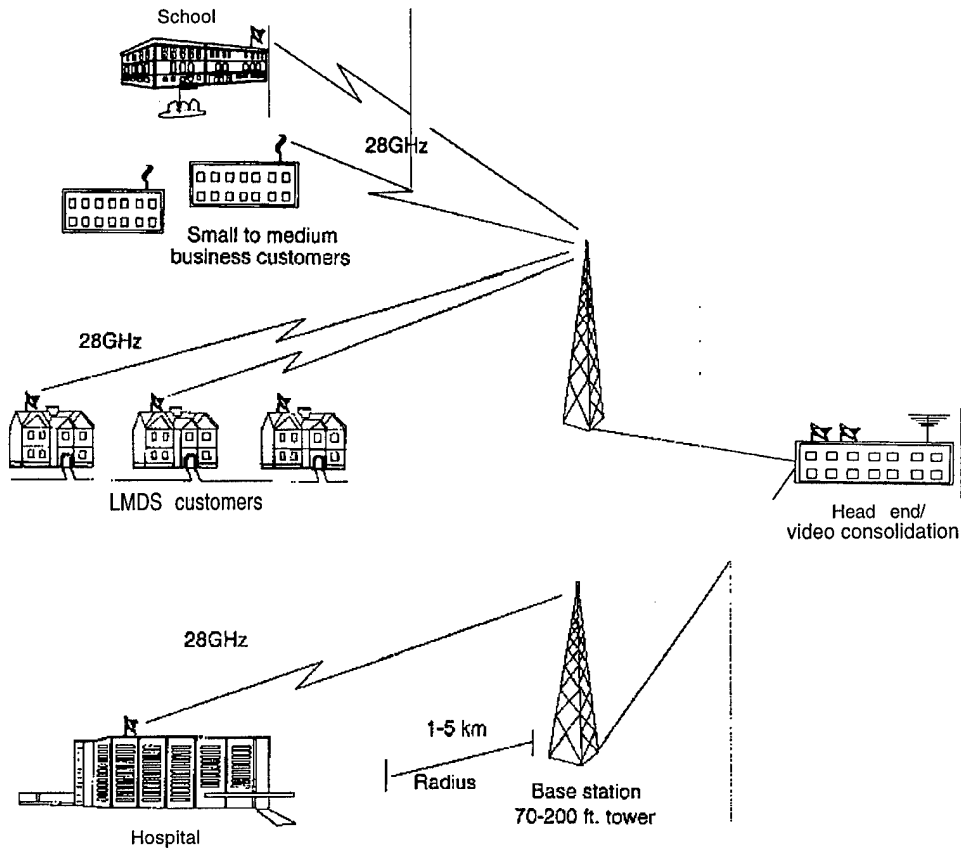 School
28GHz
Small to medium
business customers
28GHz
LMDS customers
Head end/
video consolidation
28GHz
1-5 km
Radius
Base station
70-200 ft. tower
Hospital